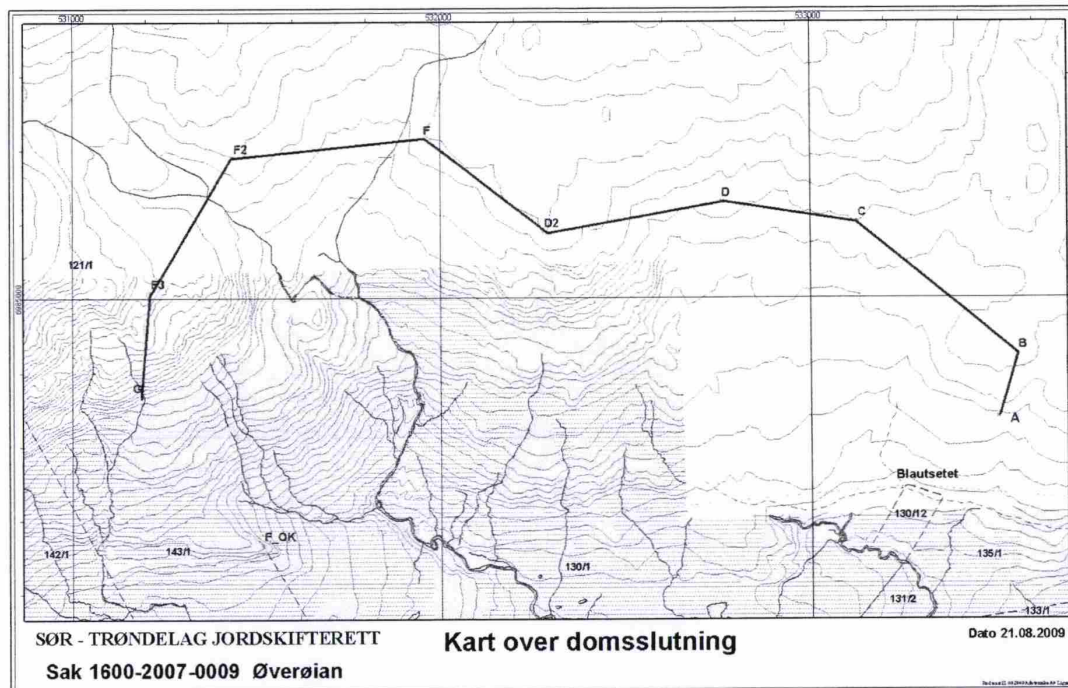 531000
532000
533000
F
F2
D
C
D2
121/1
F3
6985000
B
G
A
Blautsetet
130/12
F_OK
142/1
143/1
130/1
135/1
131/2
133/1
SØR - TRØNDELAG JORDSKIFTERETT
Kart over domsslutning
Dato 21.08.2009
Sak 1600-2007-0009 Øverøian